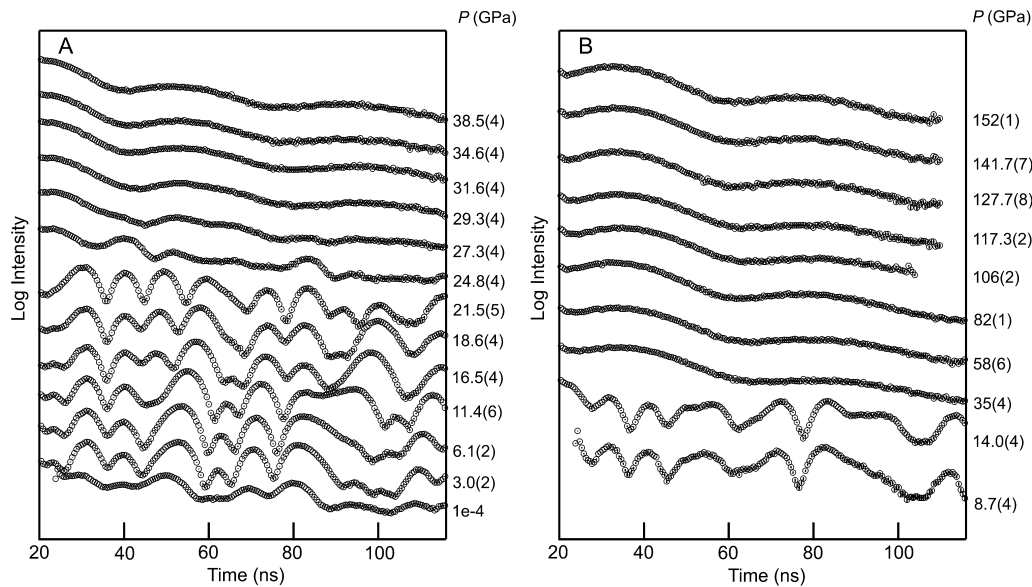 P (GPa)
A
38.5(4)
34.6(4)
31.6(4)
29.3(4)
27.3(4)
24.8(4)
21.5(5)
18.6(4)
16.5(4)
11.4(6)
6.1(2)
3.0(2)
1e-4
Log Intensity
20 40 60 80 100
Time (ns)
P (GPa)
B
152(1)
141.7(7)
127.7(8)
117.3(2)
106(2)
82(1)
58(6)
35(4)
14.0(4)
8.7(4)
Log Intensity
20 40 60 80 100
Time (ns)